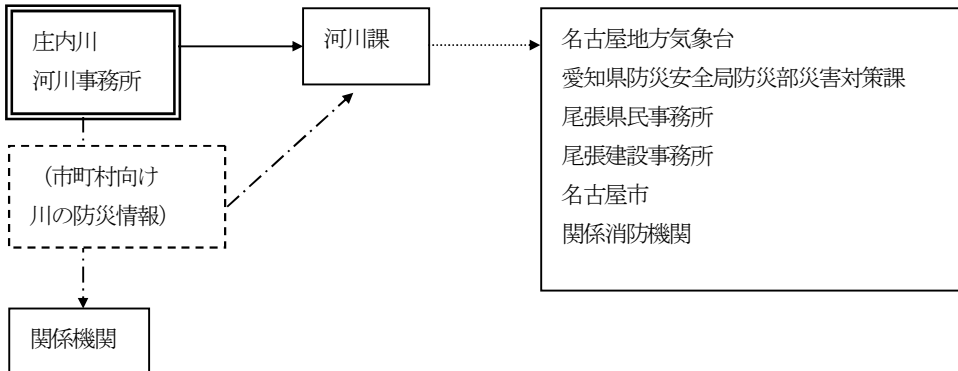 庄内川
河川事務所
河川課
名古屋地方気象台
愛知県防災安全局防災部災害対策課
尾張県民事務所
尾張建設事務所
名古屋市
関係消防機関
（市町村向け
川の防災情報）
関係機関